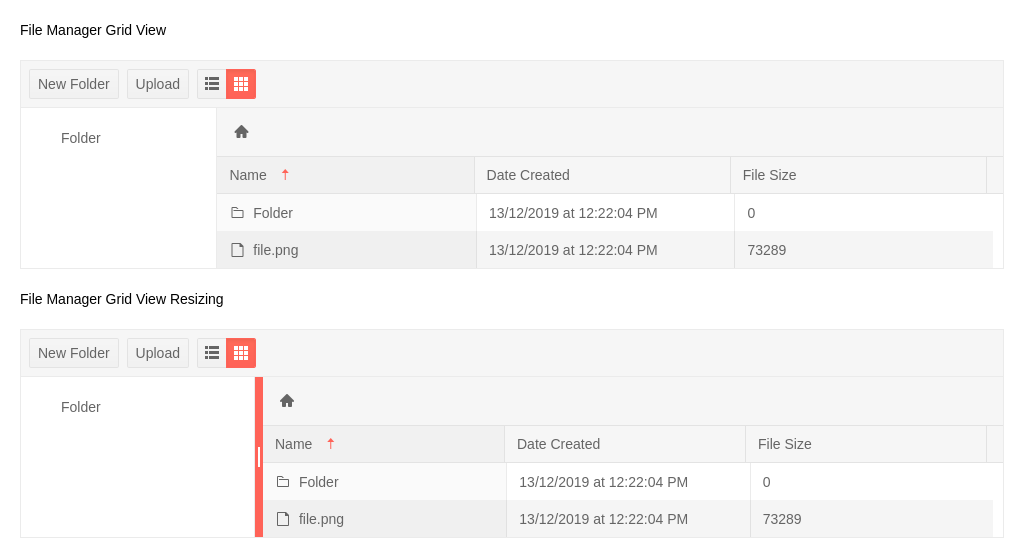 File Manager Grid View
New Folder Upload
Folder
Name Date Created File Size
Folder 13/12/2019 at 12:22:04 PM 0
file.png 13/12/2019 at 12:22:04 PM 73289
File Manager Grid View Resizing
New Folder Upload
Folder
Name Date Created File Size
Folder 13/12/2019 at 12:22:04 PM 0
file.png 13/12/2019 at 12:22:04 PM 73289